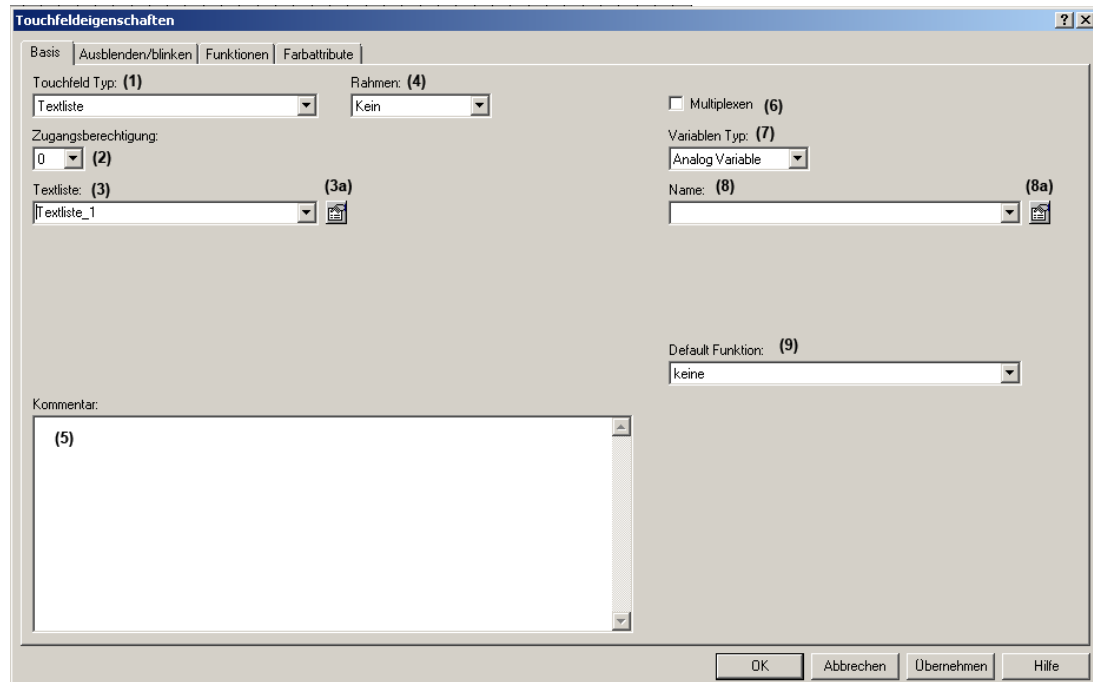 Touchfeldeigenschaften
Basis Ausblenden/blinken Funktionen Farbattribute
Touchfeld Typ: (1) Rahmen: (4)
Textliste Kein Multiplexen (6)
Zugangsberechtigung: Variablen Typ: (7)
0 (2) Analog Variable
Textliste: (3) (3a) Name: (8) (8a)
Textliste_1
Default Funktion: (9)
keine
Kommentar:
(5)
OK Abbrechen Übernehmen Hilfe